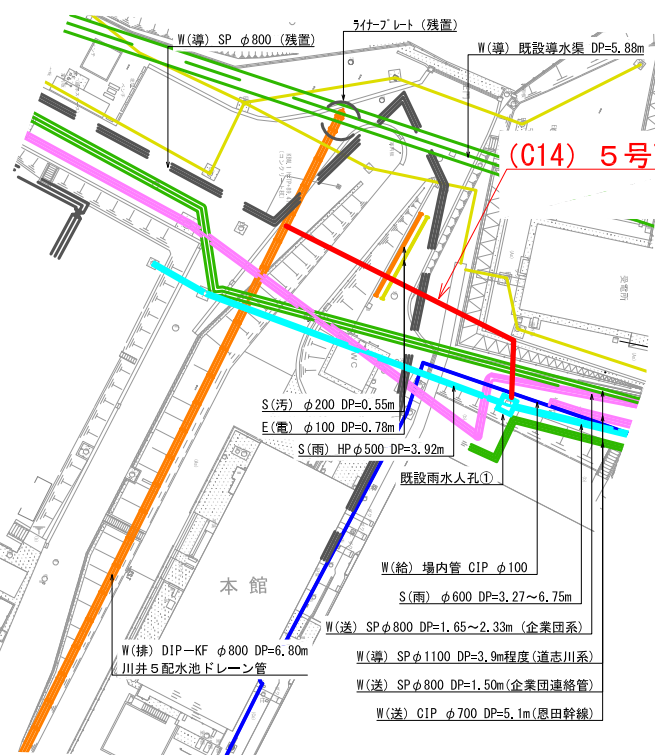 ライナープレート (残置)
W(導) SP φ800 (残置)
W(導) 既設導水渠 DP=5.88m
(C14) 5号
受電所
WC
S(汚) φ200 DP=0.55m
E(電) φ100 DP=0.78m
S(雨) HPφ500 DP=3.92m
既設雨水人孔①
本館
W(給) 場内管 CIP φ100
S(雨) φ600 DP=3.27～6.75m
W(送) SPφ800 DP=1.65～2.33m (企業団系)
W(排) DIP-KF φ800 DP=6.80m
川井5配水池ドレーン管
W(導) SPφ1100 DP=3.9m程度(道志川系)
W(送) SPφ800 DP=1.50m(企業団連絡管)
W(送) CIP φ700 DP=5.1m(恩田幹線)